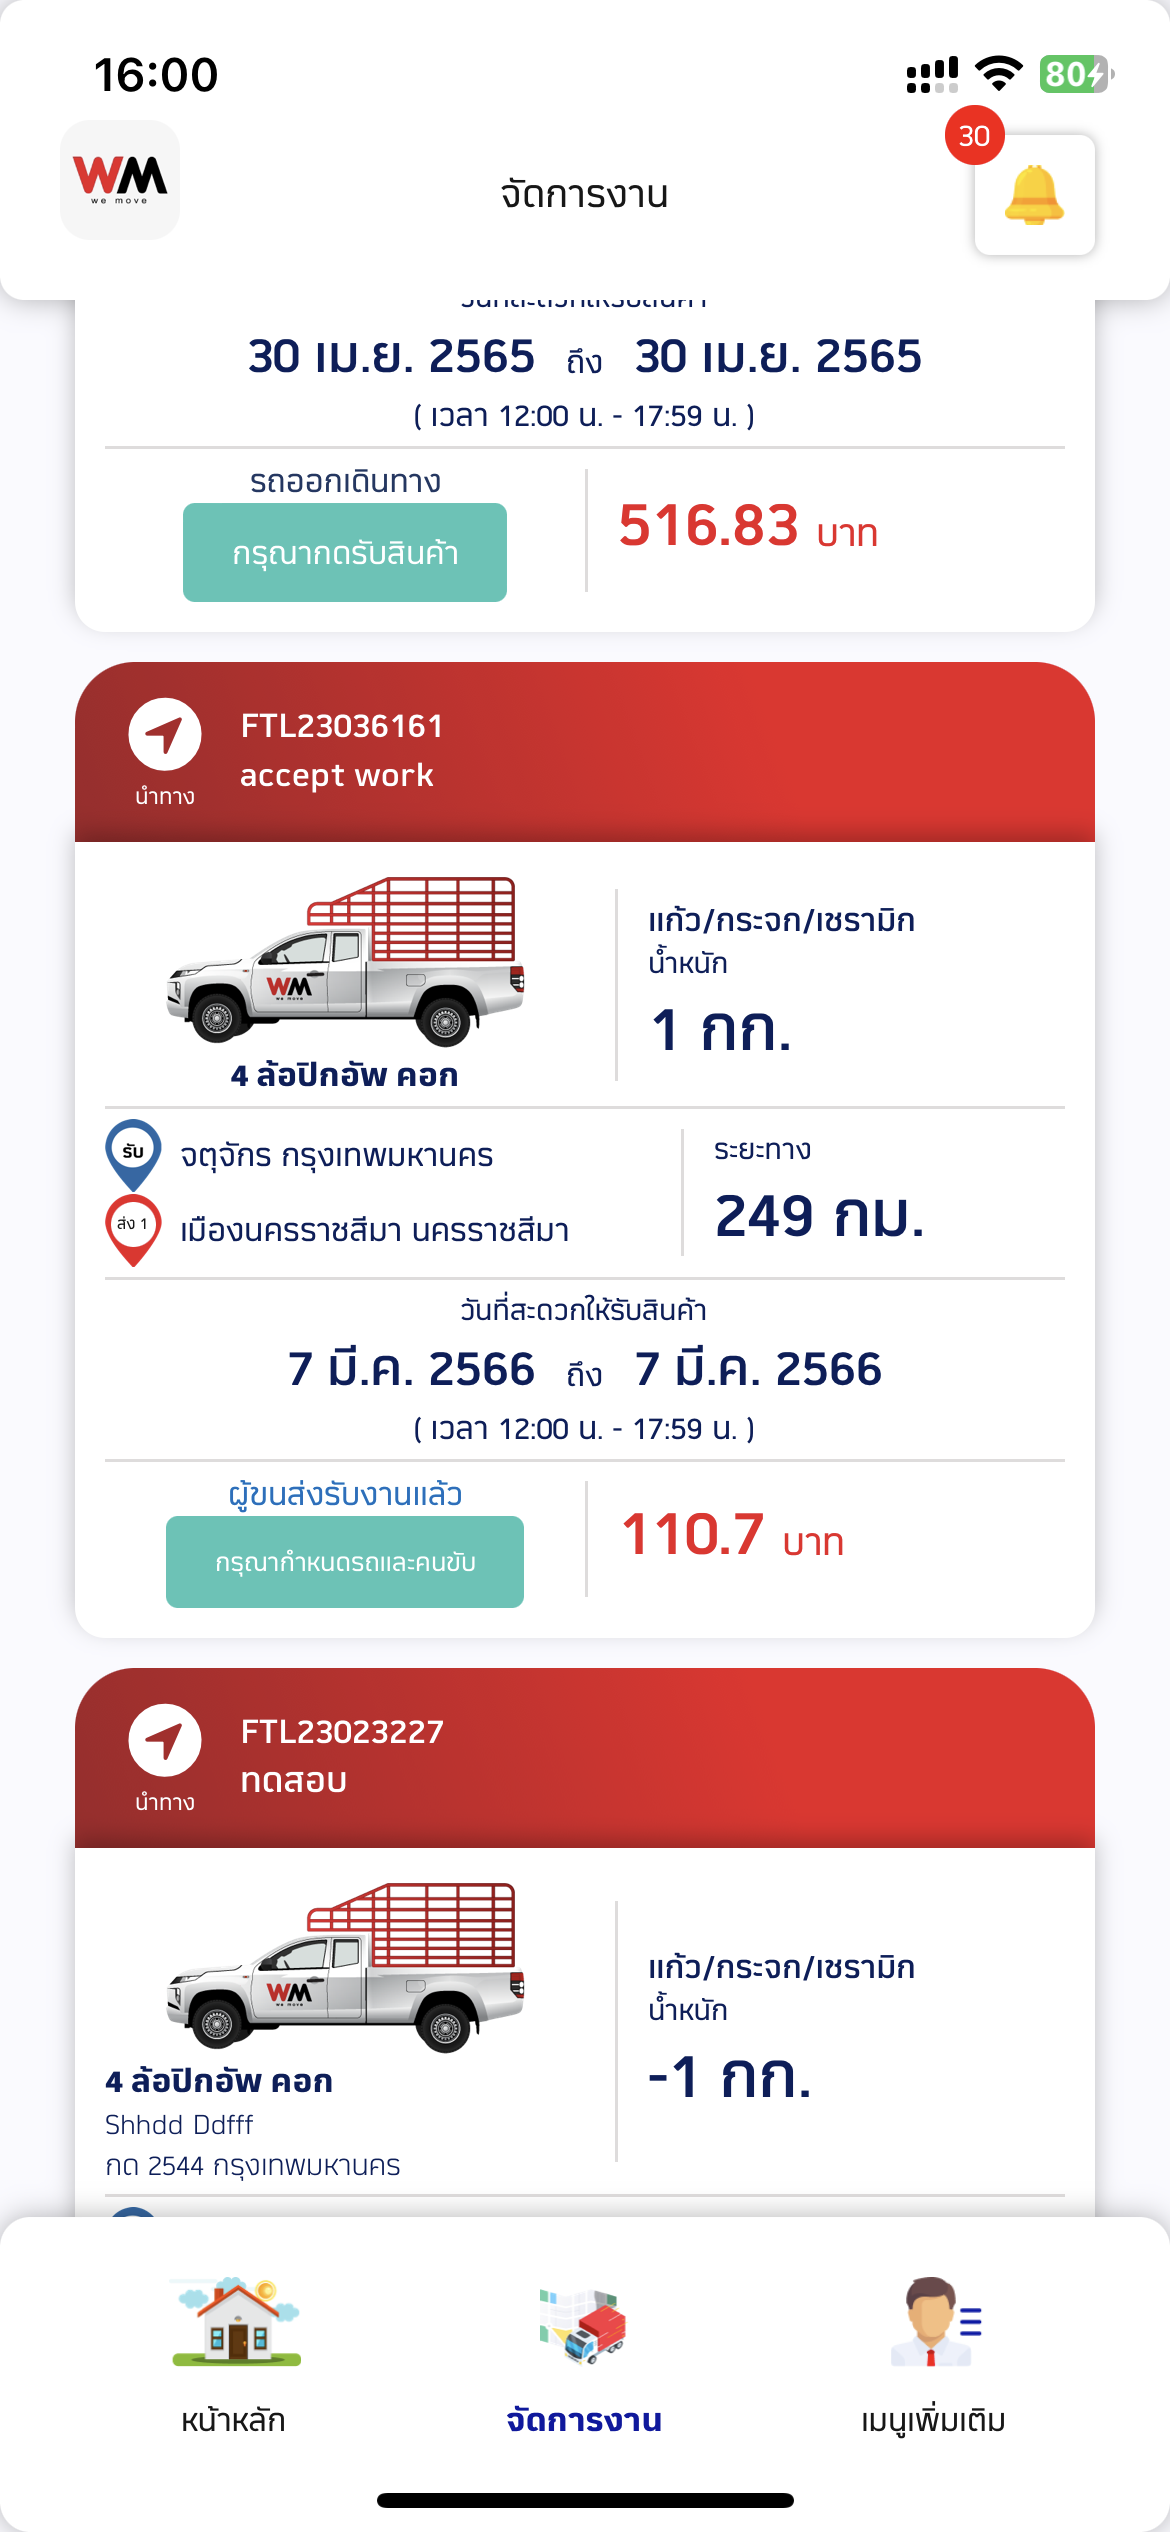 16:00
80
WM
we move
จัดการงาน
30
วันที่สะดวกให้รับสินค้า
30 เม.ย. 2565 ถึง 30 เม.ย. 2565
( เวลา 12:00 น. - 17:59 น. )
รถออกเดินทาง
กรุณากดรับสินค้า
516.83 บาท
FTL23036161
accept work
นำทาง
WM
we move
4 ล้อปิกอัพ คอก
แก้ว/กระจก/เซรามิก
น้ำหนัก
1 กก.
รับ จตุจักร กรุงเทพมหานคร
ส่ง 1 เมืองนครราชสีมา นครราชสีมา
ระยะทาง
249 กม.
วันที่สะดวกให้รับสินค้า
7 มี.ค. 2566 ถึง 7 มี.ค. 2566
( เวลา 12:00 น. - 17:59 น. )
ผู้ขนส่งรับงานแล้ว
กรุณากำหนดรถและคนขับ
110.7 บาท
FTL23023227
ทดสอบ
นำทาง
WM
we move
4 ล้อปิกอัพ คอก
Shhdd Ddfff
กด 2544 กรุงเทพมหานคร
แก้ว/กระจก/เซรามิก
น้ำหนัก
-1 กก.
หน้าหลัก
จัดการงาน
เมนูเพิ่มเติม